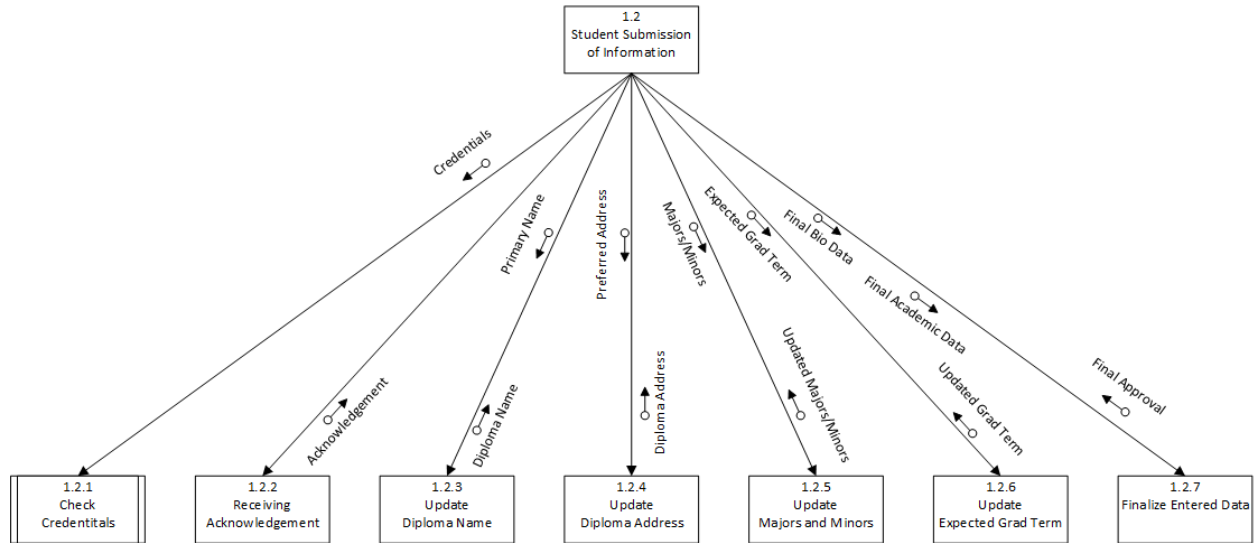 1.2
Student Submission
of Information
Credentials
Primary Name
Preferred Address
Majors/Minors
Expected Grad Term
Final Bio Data
Final Academic Data
Acknowledgement
Diploma Name
Diploma Address
Updated Majors/Minors
Updated Grad Term
Final Approval
1.2.1
Check
Credentitals
1.2.2
Receiving
Acknowledgement
1.2.3
Update
Diploma Name
1.2.4
Update
Diploma Address
1.2.5
Update
Majors and Minors
1.2.6
Update
Expected Grad Term
1.2.7
Finalize Entered Data